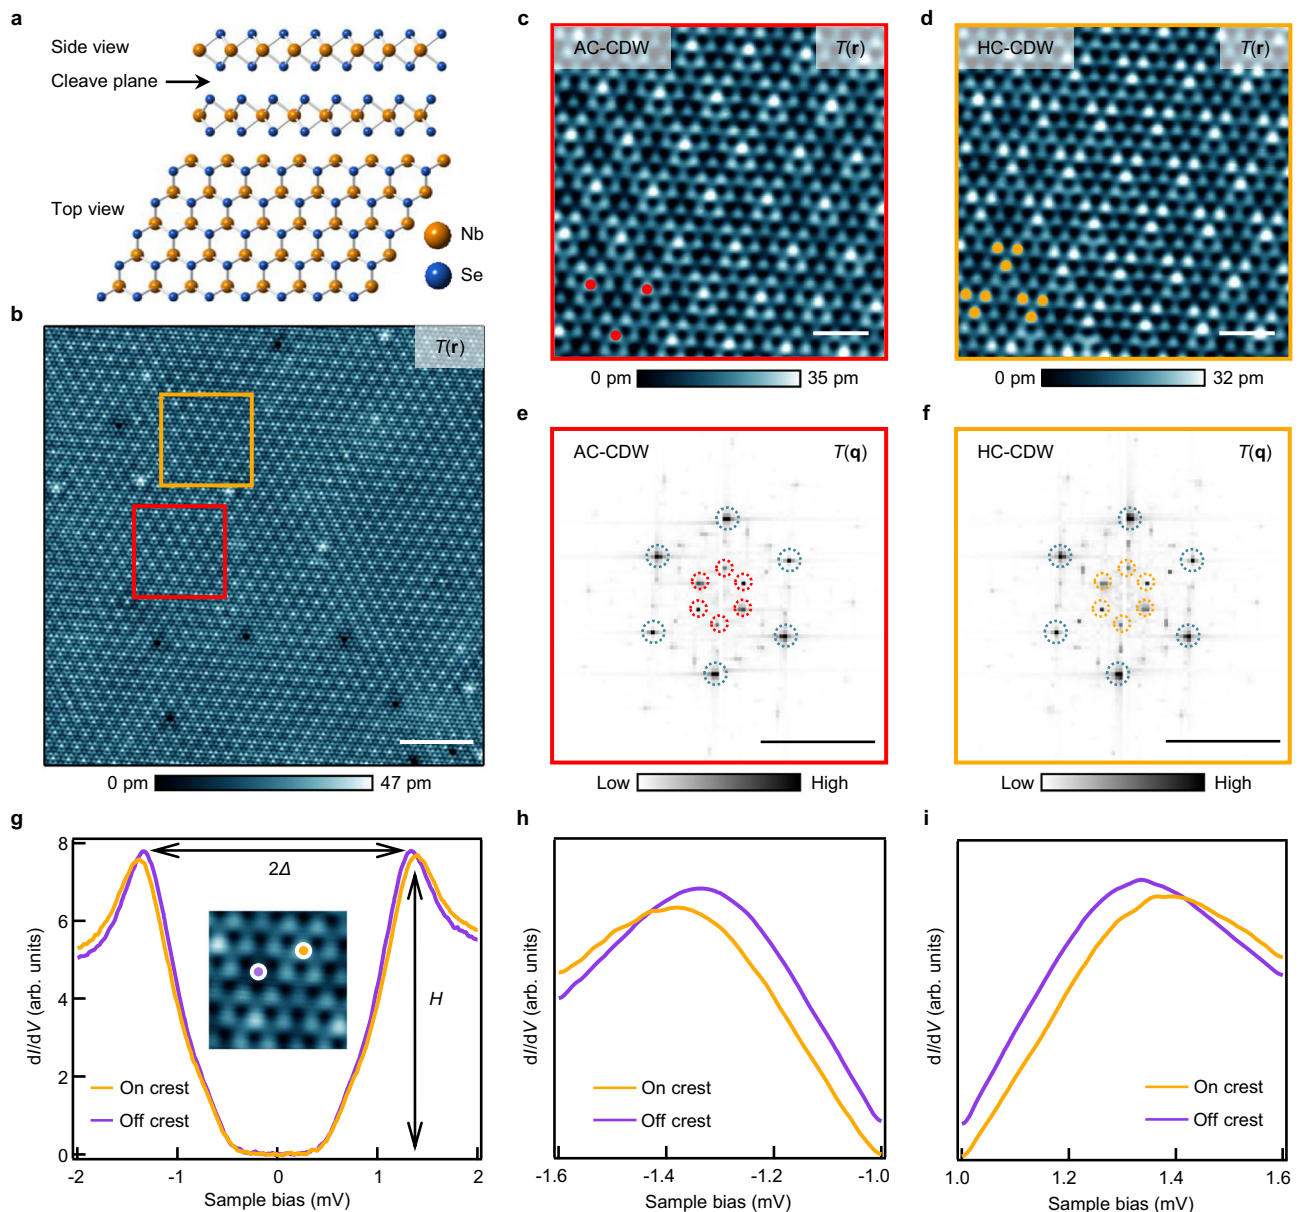 a
Side view
Cleave plane
Top view
Nb
Se
b
T(r)
0 pm
47 pm
c
AC-CDW
T(r)
0 pm
35 pm
d
HC-CDW
T(r)
0 pm
32 pm
e
AC-CDW
T(q)
Low
High
f
HC-CDW
T(q)
Low
High
g
8
6
4
2
0
dI/dV (arb. units)
2Δ
H
On crest
Off crest
-2
-1
0
1
2
Sample bias (mV)
h
dI/dV (arb. units)
On crest
Off crest
-1.6
-1.4
-1.2
-1.0
Sample bias (mV)
i
dI/dV (arb. units)
On crest
Off crest
1.0
1.2
1.4
1.6
Sample bias (mV)